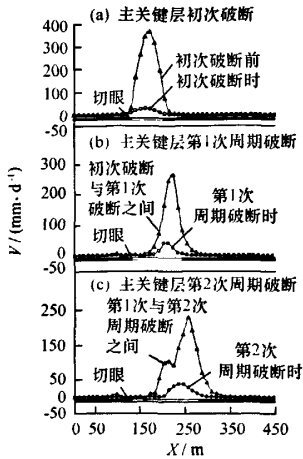 (a) 主关键层初次破断
400
300
200
100
0
-50
初次破断前
初次破断时
切眼
(b) 主关键层第1次周期破断
300
200
100
0
-50
初次破断
与第1次
破断之间
第1次
周期破断时
切眼
(c) 主关键层第2次周期破断
250
150
50
0
-50
第1次与第2次
周期破断
之间
第2次
周期破断时
切眼
V/(mm·d⁻¹)
0 50 150 250 350 450
X/m